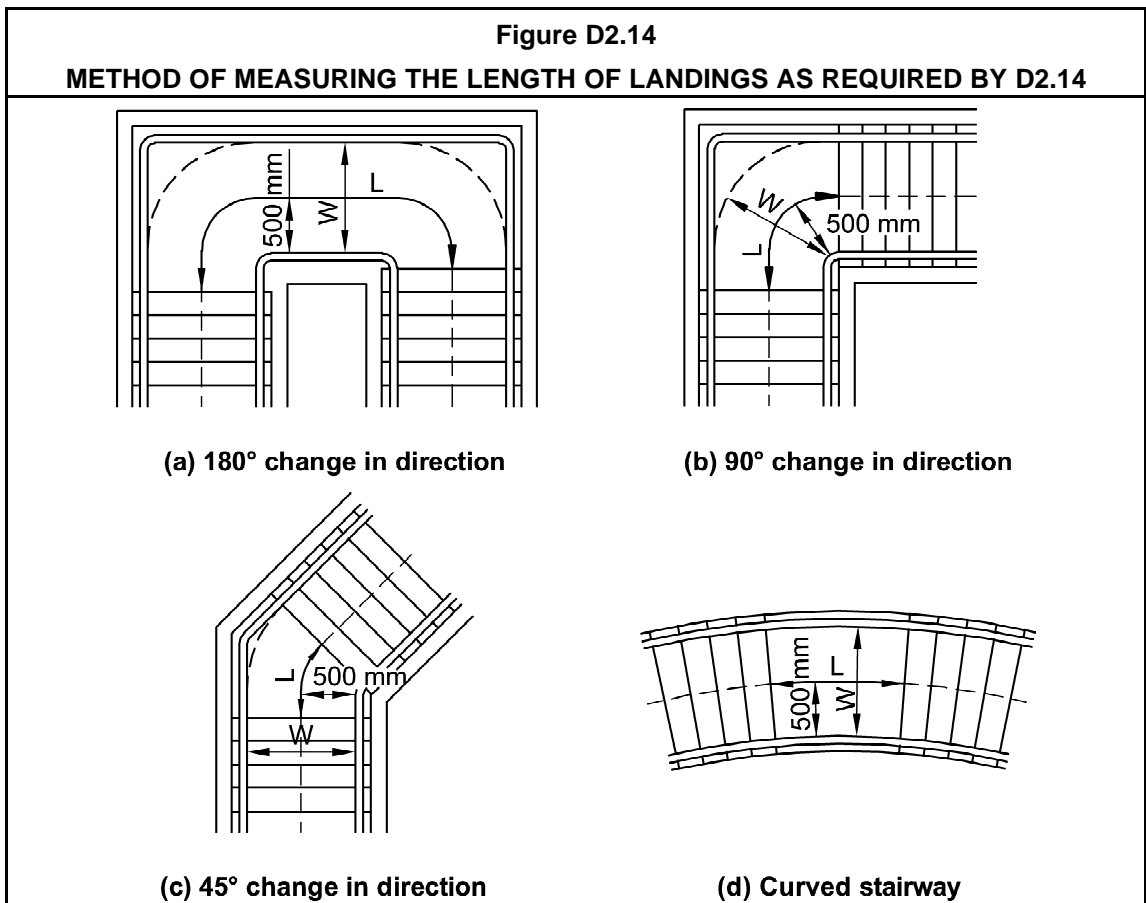 Figure D2.14
METHOD OF MEASURING THE LENGTH OF LANDINGS AS REQUIRED BY D2.14
500 mm
W
L
(a) 180° change in direction
W
500 mm
L
(b) 90° change in direction
L
500 mm
W
(c) 45° change in direction
500 mm
L
W
(d) Curved stairway